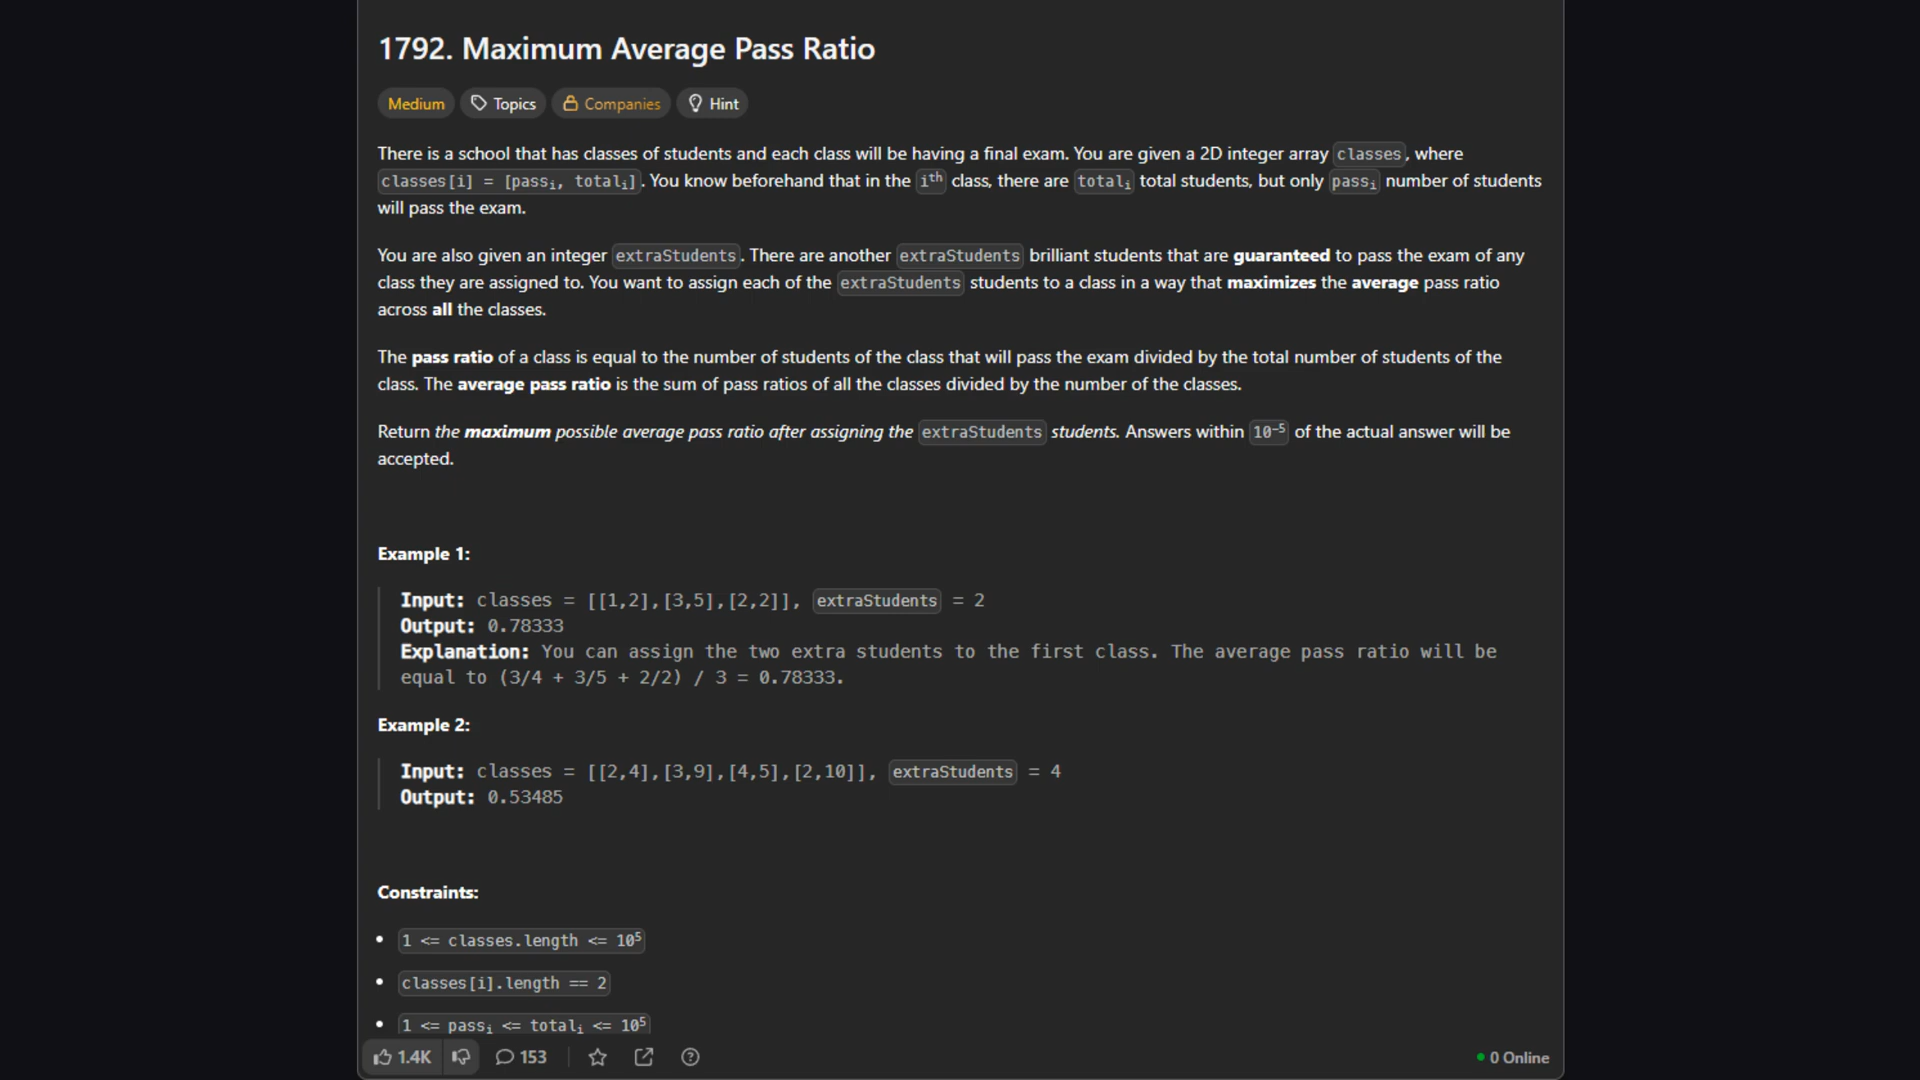 1792. Maximum Average Pass Ratio
Medium Topics Companies Hint
There is a school that has classes of students and each class will be having a final exam. You are given a 2D integer array classes, where
classes[i] = [passᵢ, totalᵢ]. You know beforehand that in the iᵗʰ class, there are totalᵢ total students, but only passᵢ number of students
will pass the exam.
You are also given an integer extraStudents. There are another extraStudents brilliant students that are guaranteed to pass the exam of any
class they are assigned to. You want to assign each of the extraStudents students to a class in a way that maximizes the average pass ratio
across all the classes.
The pass ratio of a class is equal to the number of students of the class that will pass the exam divided by the total number of students of the
class. The average pass ratio is the sum of pass ratios of all the classes divided by the number of the classes.
Return the maximum possible average pass ratio after assigning the extraStudents students. Answers within 10⁻⁵ of the actual answer will be
accepted.
Example 1:
Input: classes = [[1,2],[3,5],[2,2]], extraStudents = 2
Output: 0.78333
Explanation: You can assign the two extra students to the first class. The average pass ratio will be
equal to (3/4 + 3/5 + 2/2) / 3 = 0.78333.
Example 2:
Input: classes = [[2,4],[3,9],[4,5],[2,10]], extraStudents = 4
Output: 0.53485
Constraints:
• 1 <= classes.length <= 10⁵
• classes[i].length == 2
• 1 <= passᵢ <= totalᵢ <= 10⁵
1.4K 153 0 Online